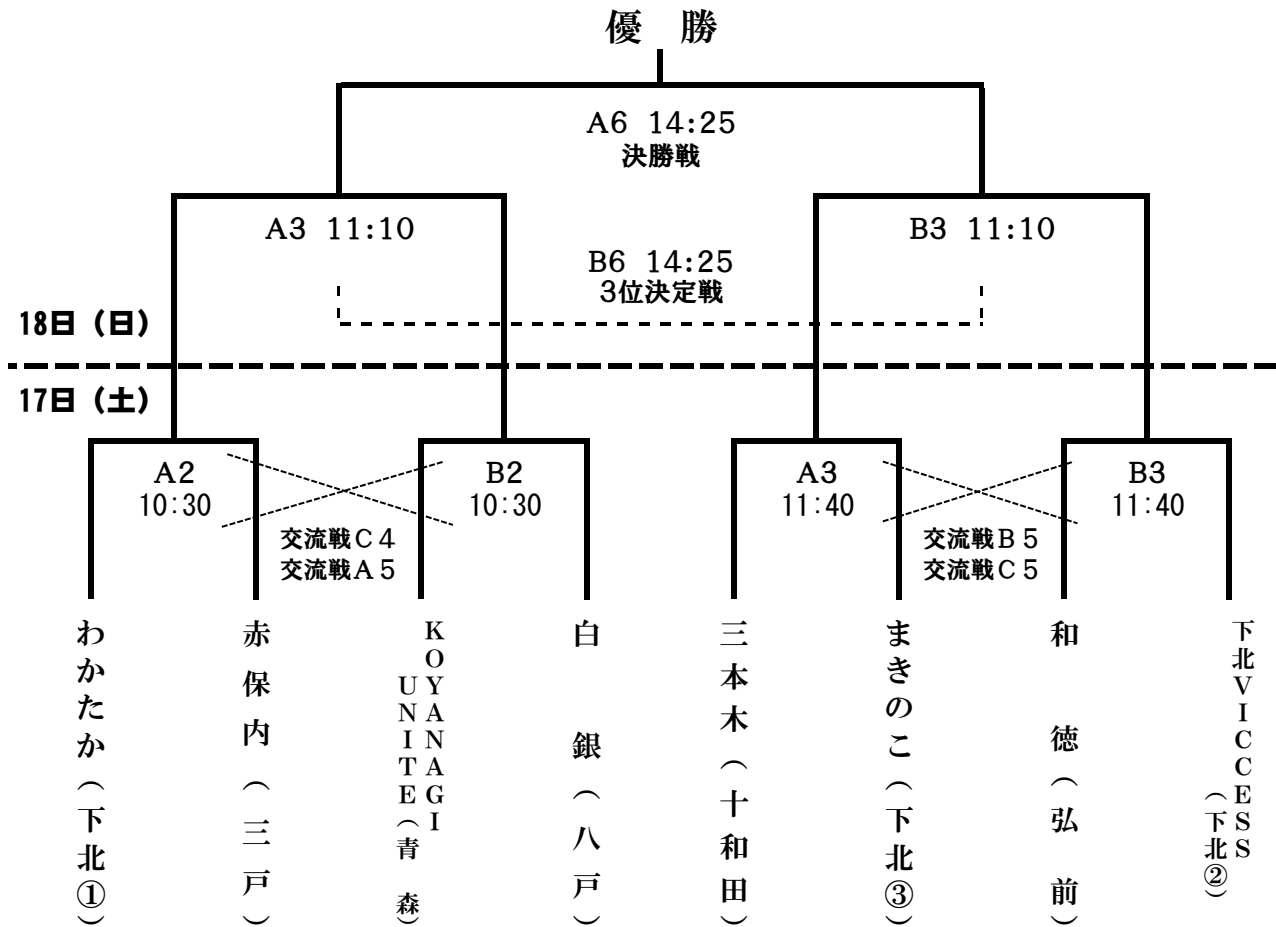 優　勝
A6 14:25
決勝戦
A3 11:10
B3 11:10
B6 14:25
3位決定戦
18日（日）
17日（土）
A2
10:30
B2
10:30
A3
11:40
B3
11:40
交流戦C4
交流戦A5
交流戦B5
交流戦C5
わかたか（下北①）
赤保内（三戸）
KOYANAGI
UNITE（青　森）
白　銀（八戸）
三本木（十和田）
まきのこ（下北③）
和　徳（弘　前）
下北VICCESS
（下北②）